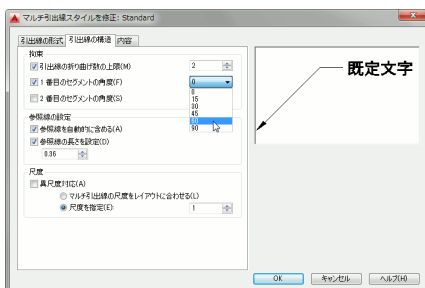 マルチ引出線スタイルを修正: Standard
引出線の形式 引出線の構造 内容
拘束
引出線の折り曲げ数の上限(M) 2
1 番目のセグメントの角度(F) 0
2 番目のセグメントの角度(S)
0
15
30
45
60
90
参照線の設定
参照線を自動的に含める(A)
参照線の長さを設定(D)
0.36
尺度
異尺度対応(A)
マルチ引出線の尺度をレイアウトに合わせる(L)
尺度を指定(E): 1
既定文字
OK キャンセル ヘルプ(H)